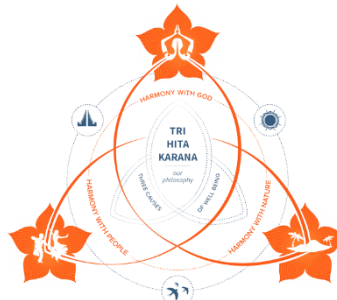 HARMONY WITH GOD
TRI
HITA
KARANA
our
philosophy
THREE CAUSES
OF WELL BEING
HARMONY WITH PEOPLE
HARMONY WITH NATURE